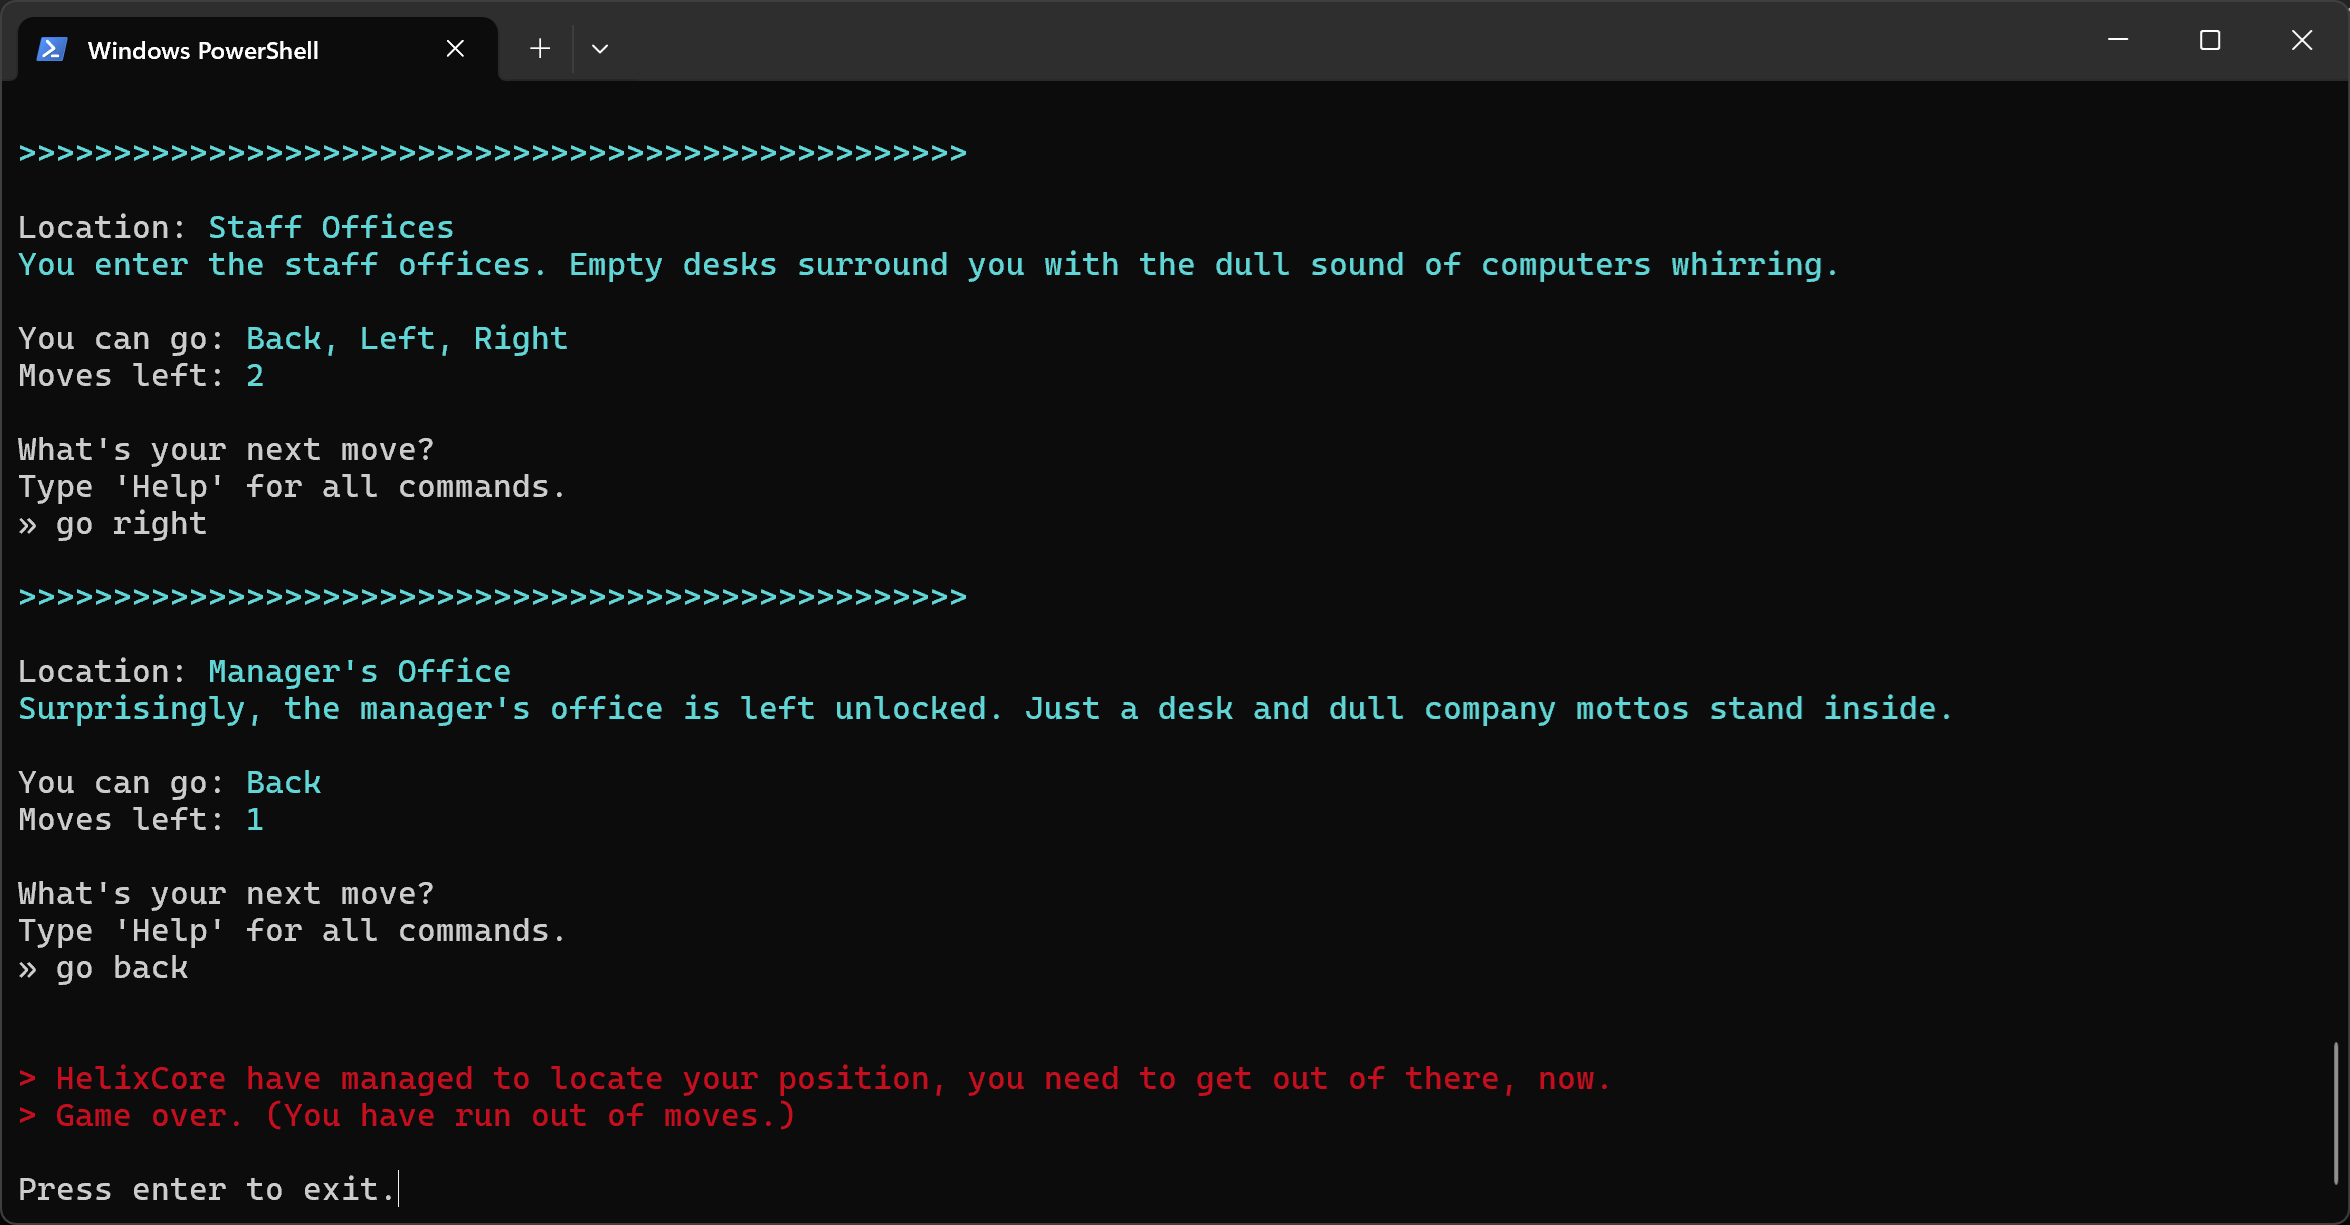 Windows PowerShell
>>>>>>>>>>>>>>>>>>>>>>>>>>>>>>>>>>>>>>>>>>>>>>>>>>
Location: Staff Offices
You enter the staff offices. Empty desks surround you with the dull sound of computers whirring.
You can go: Back, Left, Right
Moves left: 2
What's your next move?
Type 'Help' for all commands.
» go right
>>>>>>>>>>>>>>>>>>>>>>>>>>>>>>>>>>>>>>>>>>>>>>>>>>
Location: Manager's Office
Surprisingly, the manager's office is left unlocked. Just a desk and dull company mottos stand inside.
You can go: Back
Moves left: 1
What's your next move?
Type 'Help' for all commands.
» go back
> HelixCore have managed to locate your position, you need to get out of there, now.
> Game over. (You have run out of moves.)
Press enter to exit.